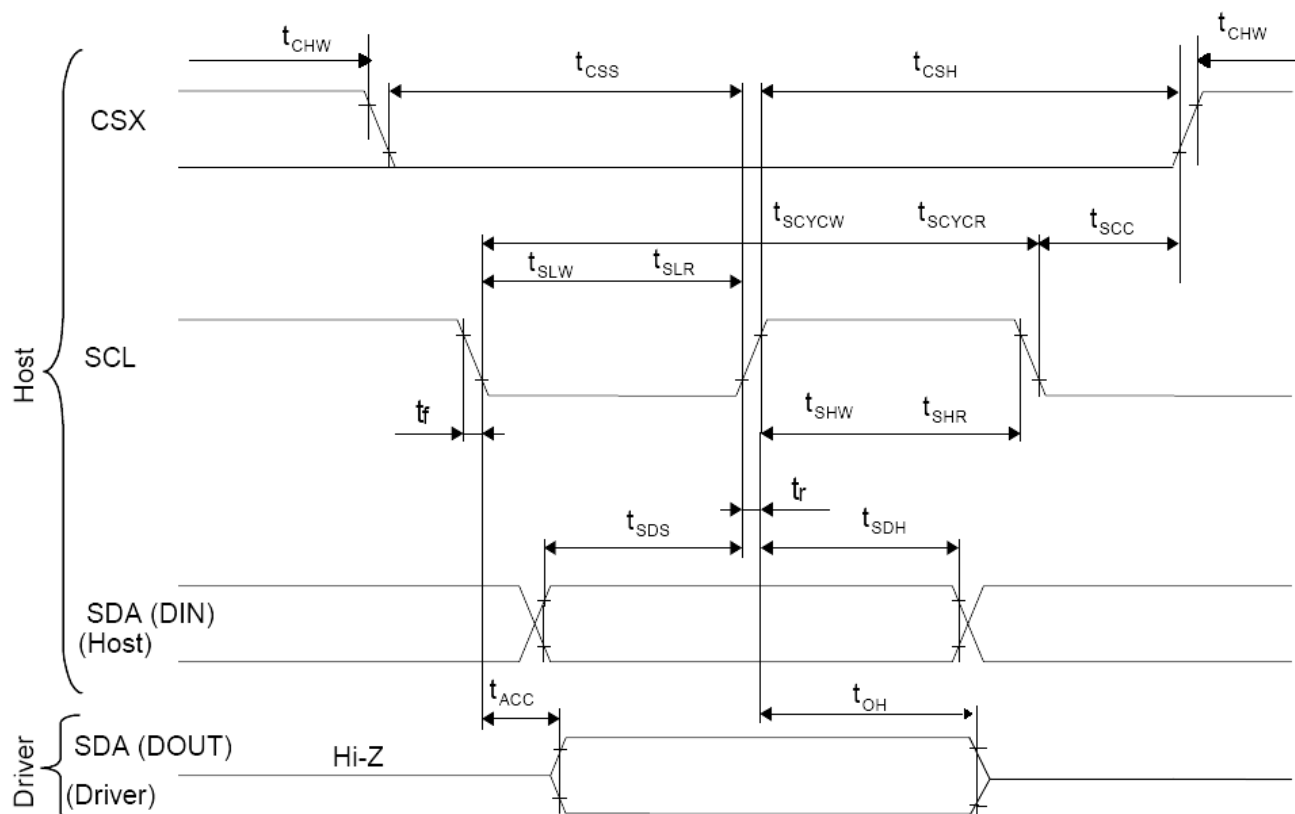 tCHW
tCHW
tCSS
tCSH
CSX
tSCYCW tSCYCR
tSCC
tSLW tSLR
Host
SCL
tf
tSHW tSHR
tr
tSDS
tSDH
SDA (DIN)
(Host)
tACC
tOH
Driver
SDA (DOUT)
Hi-Z
(Driver)